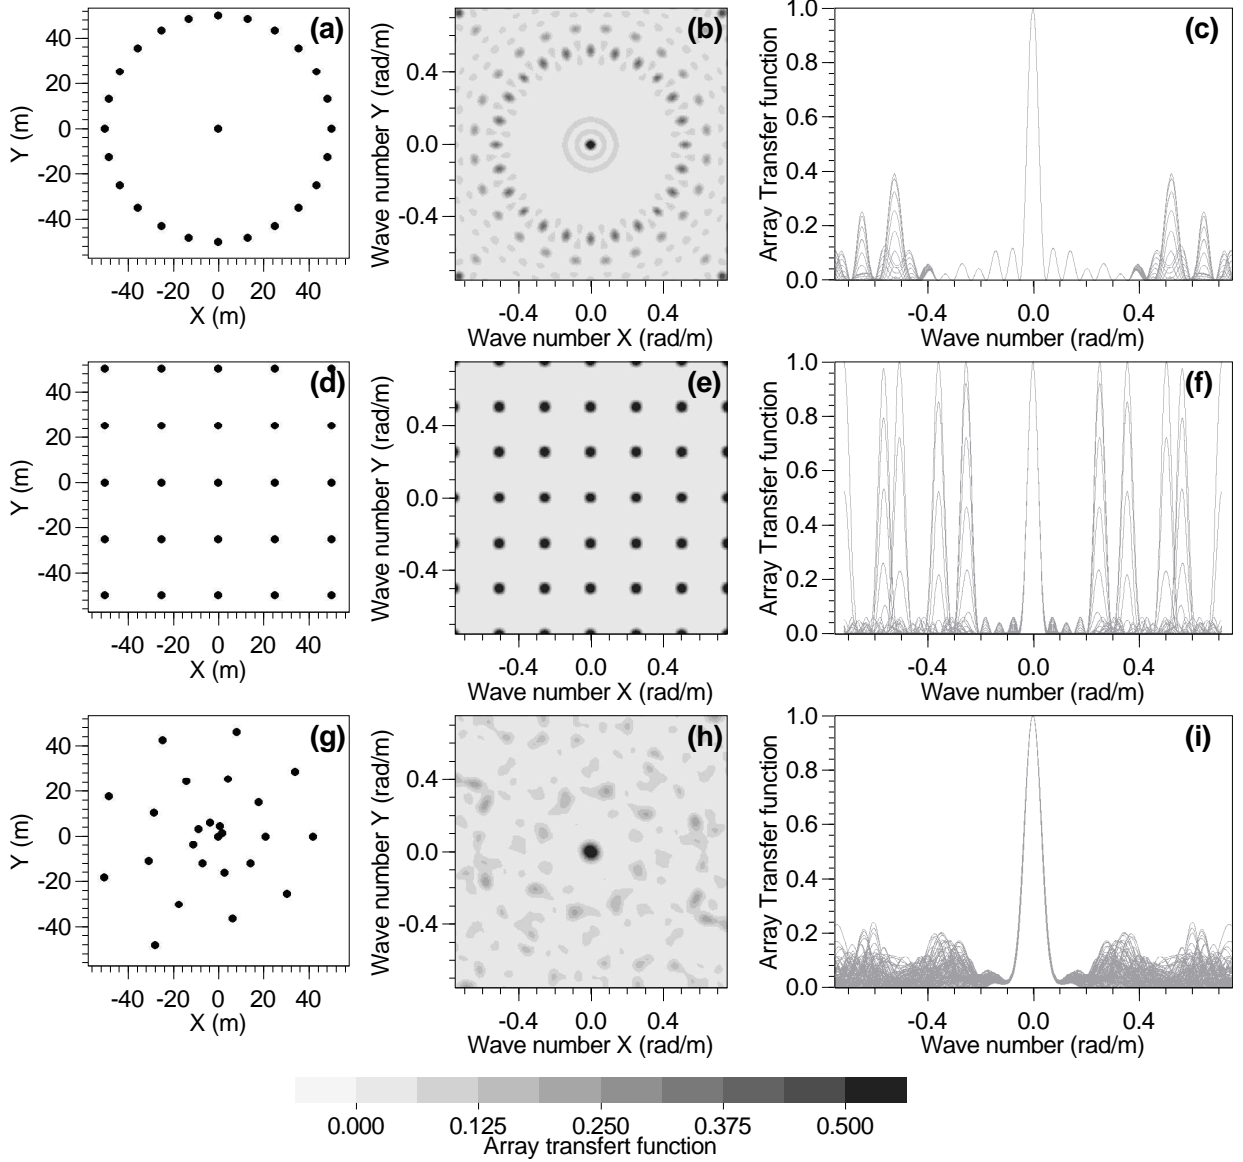 (a)
40
20
0
-20
-40
Y (m)
-40 -20 0 20 40
X (m)
(b)
0.4
0.0
-0.4
Wave number Y (rad/m)
-0.4 0.0 0.4
Wave number X (rad/m)
(c)
1.0
0.8
0.6
0.4
0.2
0.0
Array Transfer function
-0.4 0.0 0.4
Wave number (rad/m)
(d)
40
20
0
-20
-40
Y (m)
-40 -20 0 20 40
X (m)
(e)
0.4
0.0
-0.4
Wave number Y (rad/m)
-0.4 0.0 0.4
Wave number X (rad/m)
(f)
1.0
0.8
0.6
0.4
0.2
0.0
Array Transfer function
-0.4 0.0 0.4
Wave number (rad/m)
(g)
40
20
0
-20
-40
Y (m)
-40 -20 0 20 40
X (m)
(h)
0.4
0.0
-0.4
Wave number Y (rad/m)
-0.4 0.0 0.4
Wave number X (rad/m)
(i)
1.0
0.8
0.6
0.4
0.2
0.0
Array Transfer function
-0.4 0.0 0.4
Wave number (rad/m)
0.000 0.125 0.250 0.375 0.500
Array transfert function